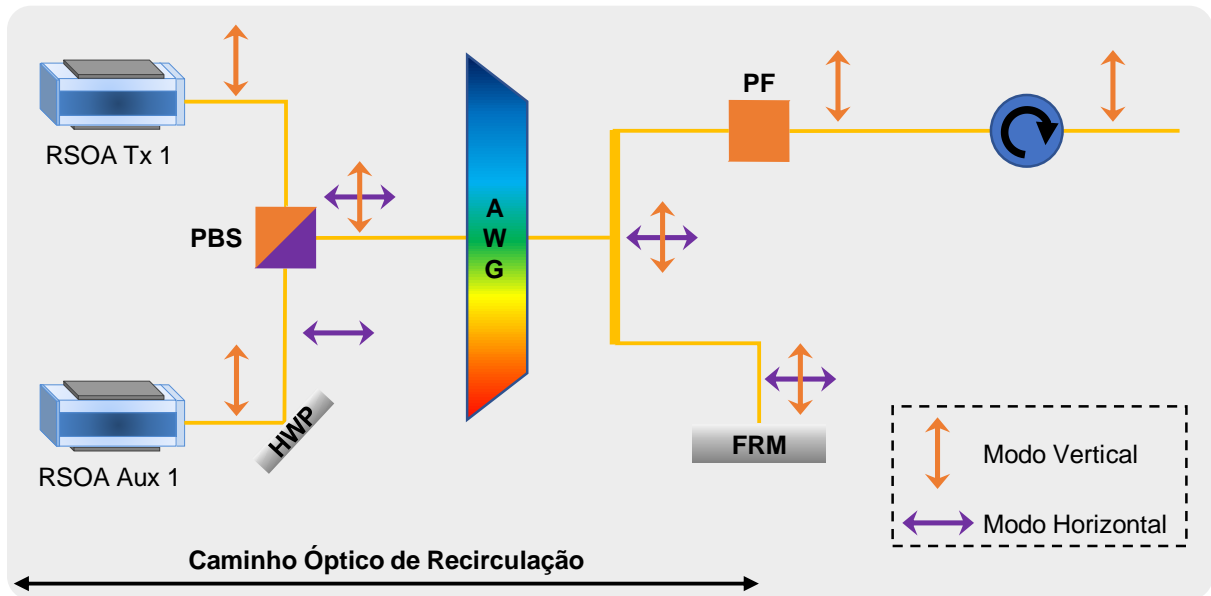 PF
RSOA Tx 1
PBS
A
W
G
HWP
RSOA Aux 1
FRM
Modo Vertical
Modo Horizontal
Caminho Óptico de Recirculação